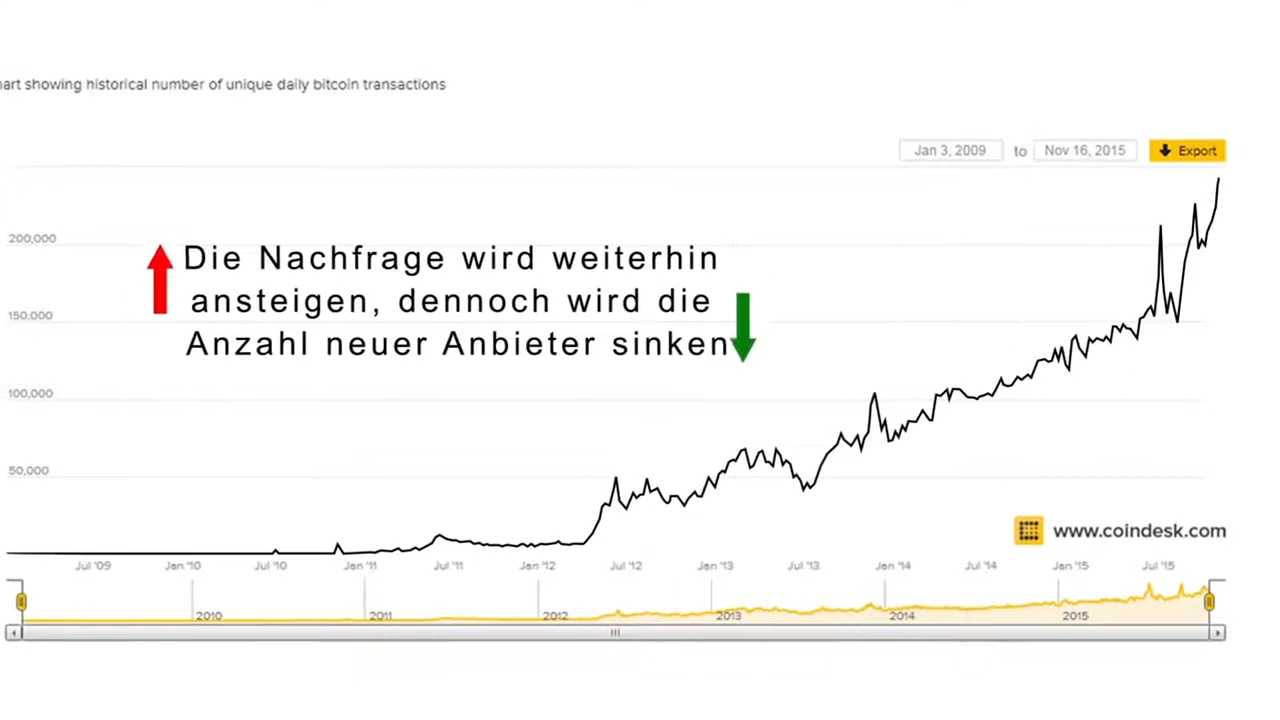 art showing historical number of unique daily bitcoin transactions
Jan 3, 2009 to Nov 16, 2015 Export
200,000
Die Nachfrage wird weiterhin
ansteigen, dennoch wird die
150,000
Anzahl neuer Anbieter sinken
100,000
50,000
www.coindesk.com
Jul '09 Jan '10 Jul '10 Jan '11 Jul '11 Jan '12 Jul '12 Jan '13 Jul '13 Jan '14 Jul '14 Jan '15 Jul '15
2010 2011 2012 2013 2014 2015